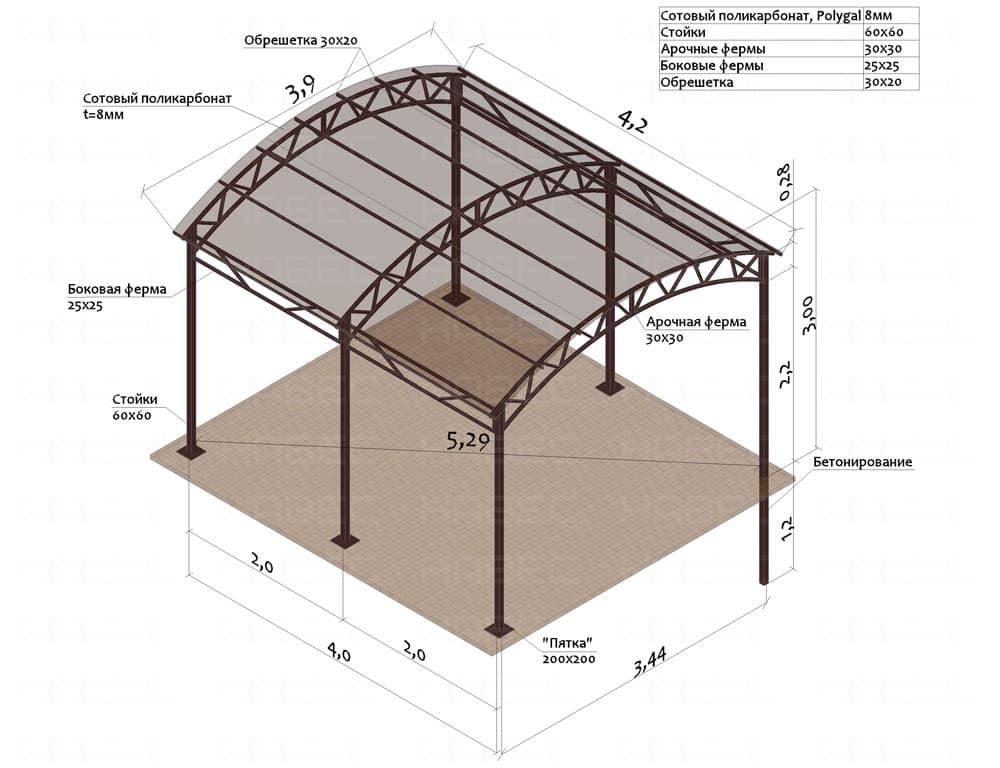 Сотовый поликарбонат, Polygal 8мм
Стойки 60х60
Арочные фермы 30х30
Боковые фермы 25х25
Обрешетка 30х20
Обрешетка 30х20
3,9
Сотовый поликарбонат
t=8мм
4,2
0,28
Боковая ферма
25х25
3,00
Арочная ферма
30х30
2,2
Стойки
60х60
5,29
Бетонирование
1,2
2,0
4,0
2,0
"Пятка"
200х200
3,44